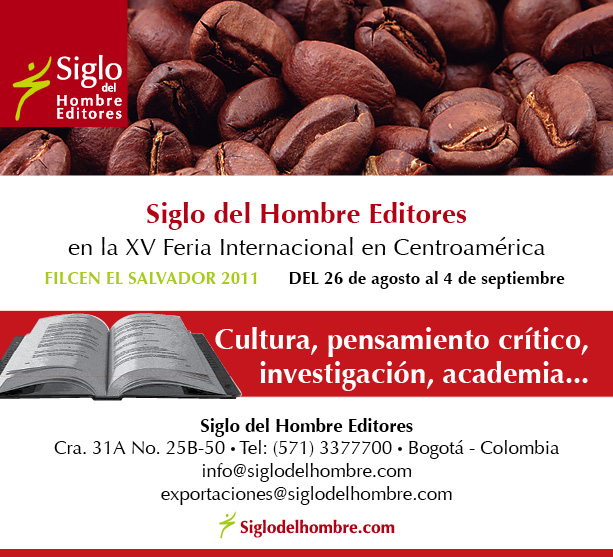 Siglo
del
Hombre
Editores
Siglo del Hombre Editores
en la XV Feria Internacional en Centroamérica
FILCEN EL SALVADOR 2011 DEL 26 de agosto al 4 de septiembre
Cultura, pensamiento crítico,
investigación, academia...
Siglo del Hombre Editores
Cra. 31A No. 25B-50 • Tel: (571) 3377700 • Bogotá - Colombia
info@siglodelhombre.com
exportaciones@siglodelhombre.com
Siglodelhombre.com